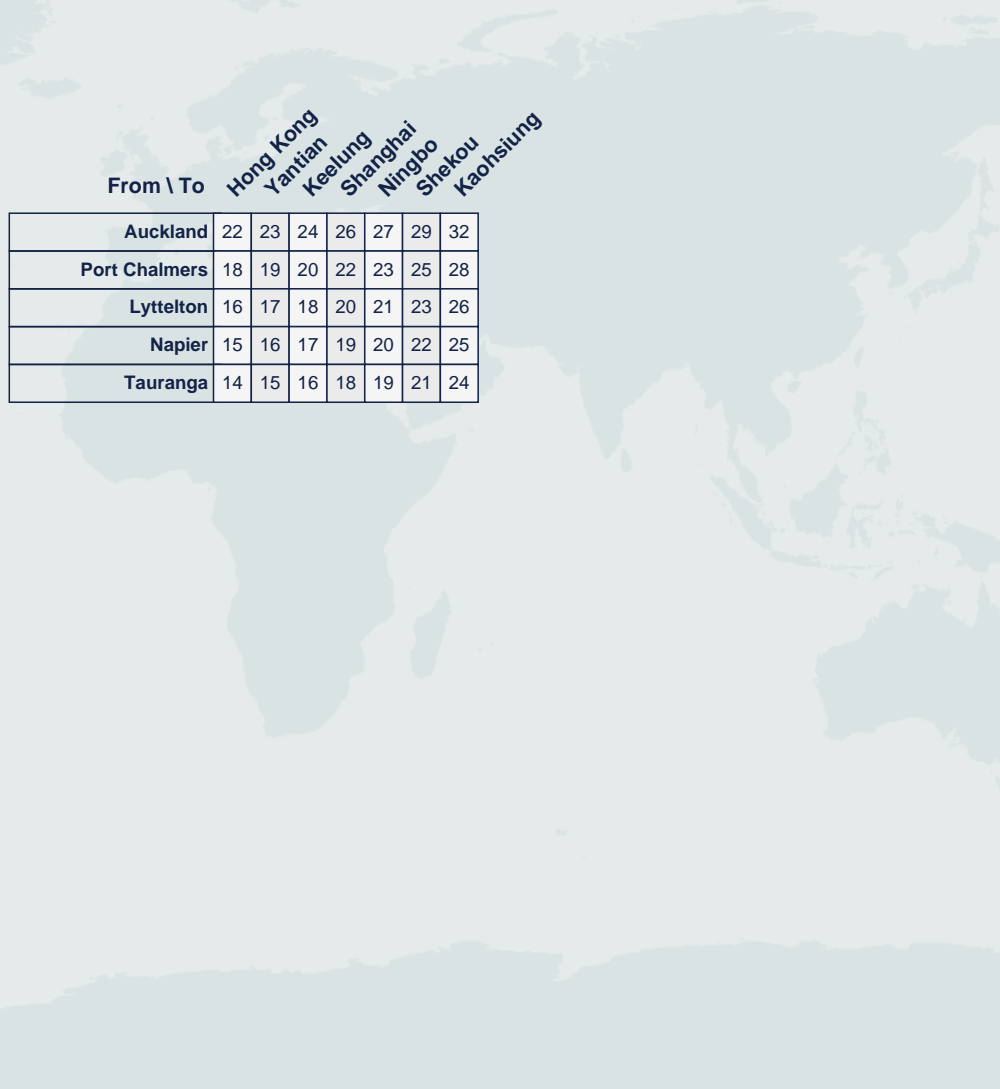 From \ To Hong Kong Yantian Keelung Shanghai Ningbo Shekou Kaohsiung
Auckland 22 23 24 26 27 29 32
Port Chalmers 18 19 20 22 23 25 28
Lyttelton 16 17 18 20 21 23 26
Napier 15 16 17 19 20 22 25
Tauranga 14 15 16 18 19 21 24